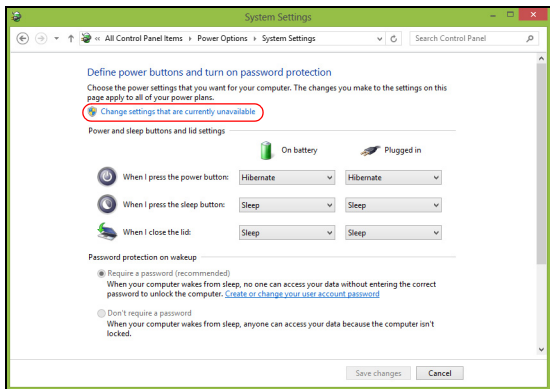 System Settings
« All Control Panel Items Power Options System Settings
Search Control Panel
Define power buttons and turn on password protection
Choose the power settings that you want for your computer. The changes you make to the settings on this
page apply to all of your power plans.
Change settings that are currently unavailable
Power and sleep buttons and lid settings
On battery Plugged in
When I press the power button: Hibernate Hibernate
When I press the sleep button: Sleep Sleep
When I close the lid: Sleep Sleep
Password protection on wakeup
Require a password (recommended)
When your computer wakes from sleep, no one can access your data without entering the correct
password to unlock the computer. Create or change your user account password
Don't require a password
When your computer wakes from sleep, anyone can access your data because the computer isn't
locked.
Save changes Cancel